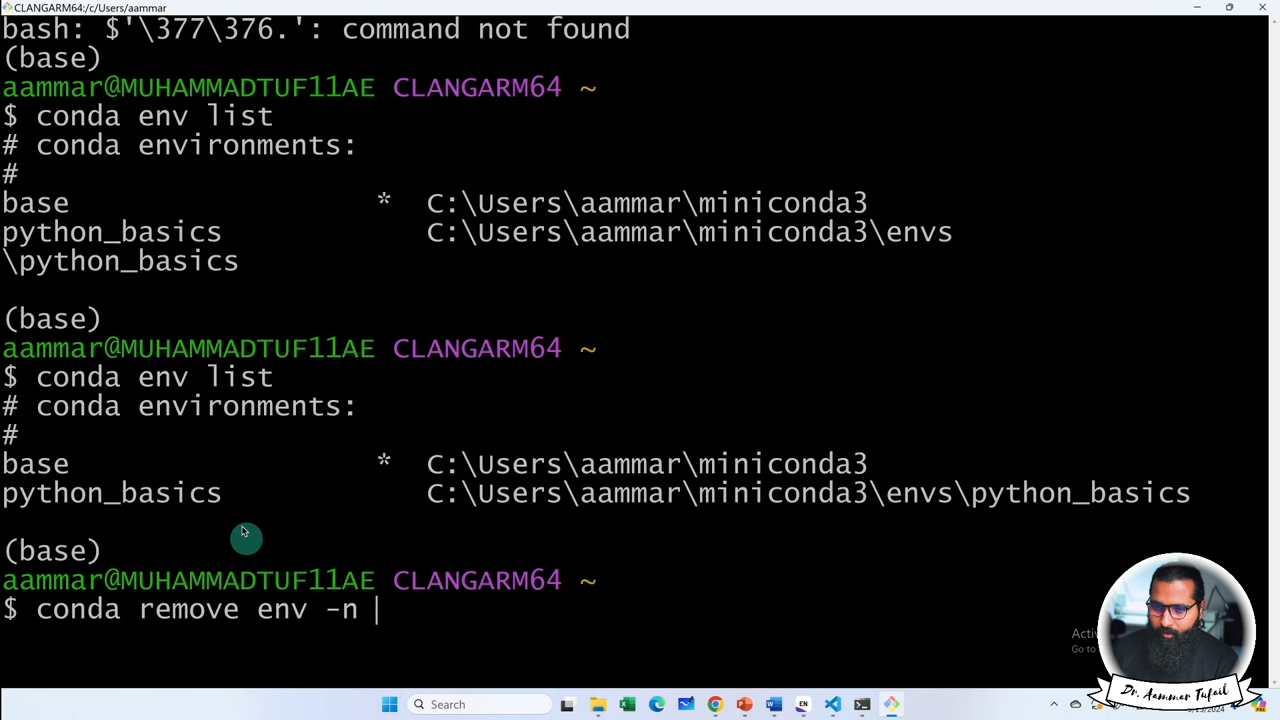 CLANGARM64:/c/Users/aammar
bash: $'\377\376.': command not found
(base)
aammar@MUHAMMADTUF11AE CLANGARM64 ~
$ conda env list
# conda environments:
#
base * C:\Users\aammar\miniconda3
python_basics C:\Users\aammar\miniconda3\envs
\python_basics
(base)
aammar@MUHAMMADTUF11AE CLANGARM64 ~
$ conda env list
# conda environments:
#
base * C:\Users\aammar\miniconda3
python_basics C:\Users\aammar\miniconda3\envs\python_basics
(base)
aammar@MUHAMMADTUF11AE CLANGARM64 ~
$ conda remove env -n
Go to
Dr. Aammar Tufail
Search
EN